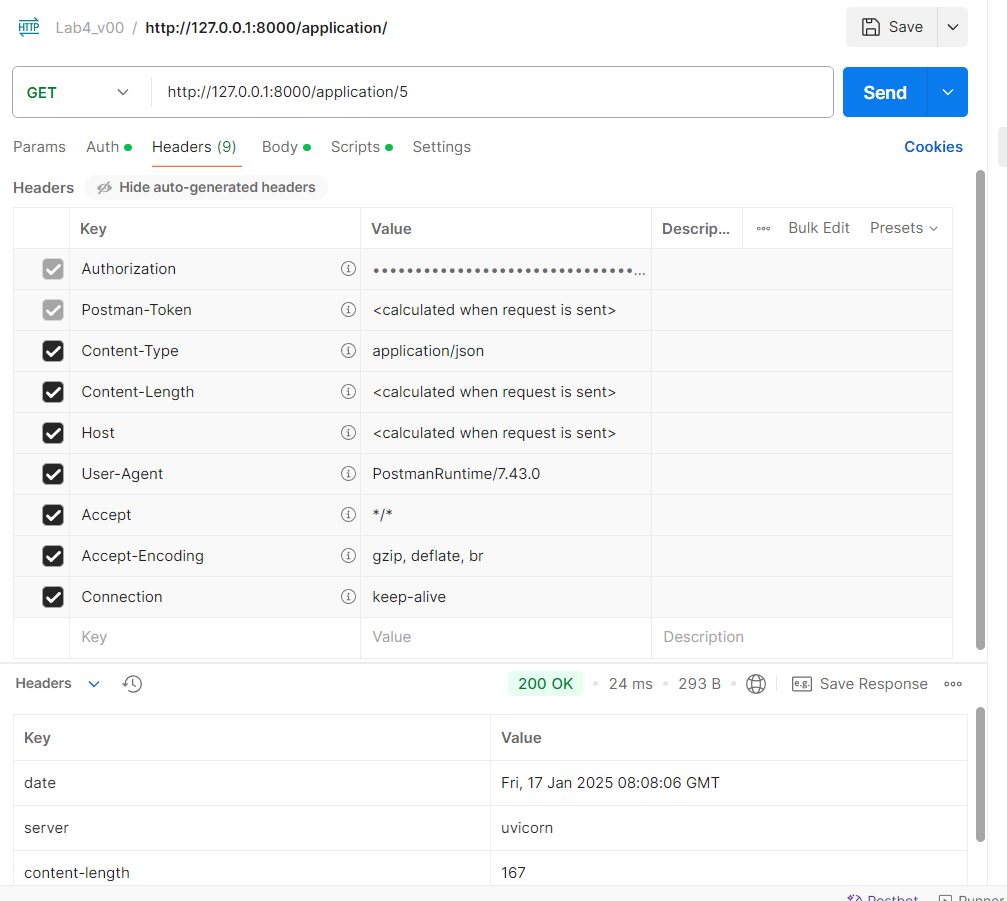 HTTP Lab4_v00 / http://127.0.0.1:8000/application/ Save
GET http://127.0.0.1:8000/application/5 Send
Params Auth Headers (9) Body Scripts Settings Cookies
Headers Hide auto-generated headers
Key Value Descrip... Bulk Edit Presets
Authorization ••••••••••••••••••••••••••••••••...
Postman-Token <calculated when request is sent>
Content-Type application/json
Content-Length <calculated when request is sent>
Host <calculated when request is sent>
User-Agent PostmanRuntime/7.43.0
Accept */*
Accept-Encoding gzip, deflate, br
Connection keep-alive
Key Value Description
Headers 200 OK • 24 ms • 293 B • e.g. Save Response
Key Value
date Fri, 17 Jan 2025 08:08:06 GMT
server uvicorn
content-length 167
Postbot Runner